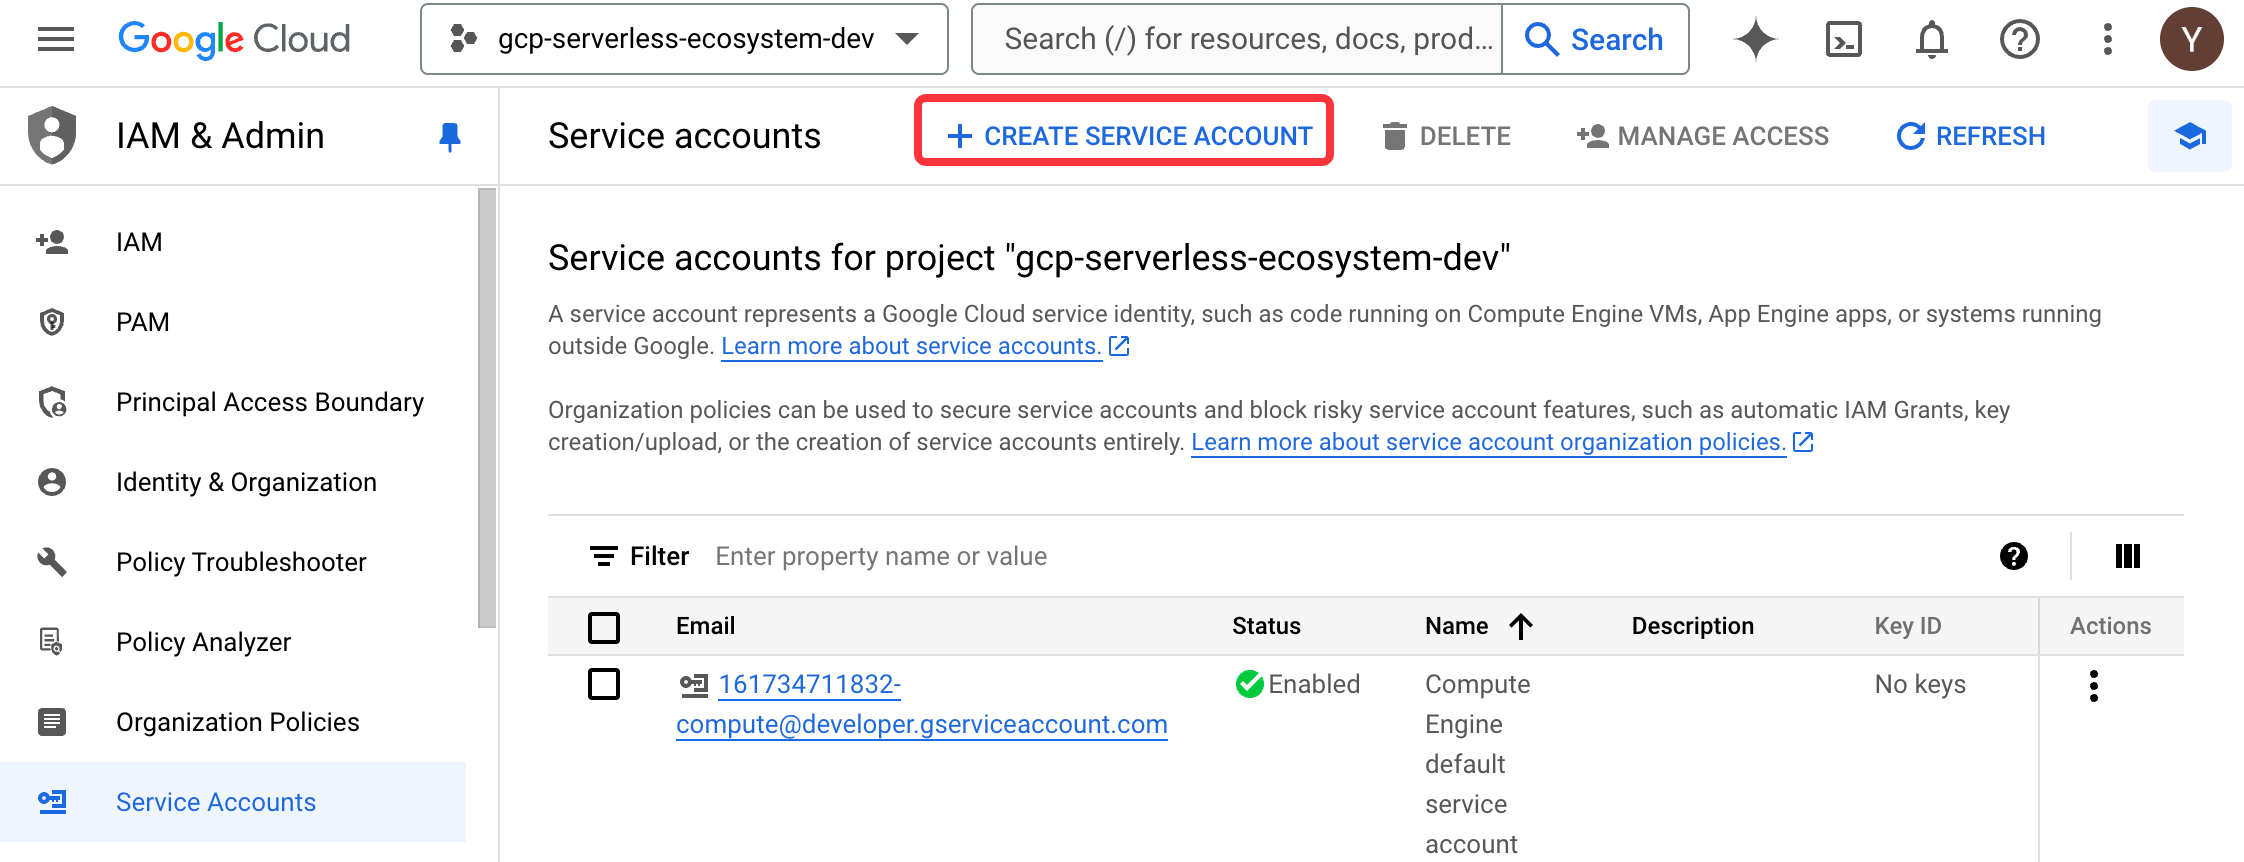 Google Cloud
gcp-serverless-ecosystem-dev
Search (/) for resources, docs, prod...
Search
Y
IAM & Admin
Service accounts
+ CREATE SERVICE ACCOUNT
DELETE
MANAGE ACCESS
REFRESH
IAM
PAM
Principal Access Boundary
Identity & Organization
Policy Troubleshooter
Policy Analyzer
Organization Policies
Service Accounts
Service accounts for project "gcp-serverless-ecosystem-dev"
A service account represents a Google Cloud service identity, such as code running on Compute Engine VMs, App Engine apps, or systems running
outside Google. Learn more about service accounts.
Organization policies can be used to secure service accounts and block risky service account features, such as automatic IAM Grants, key
creation/upload, or the creation of service accounts entirely. Learn more about service account organization policies.
Filter Enter property name or value
Email Status Name Description Key ID Actions
161734711832-
compute@developer.gserviceaccount.com
Enabled
Compute
Engine
default
service
account
No keys